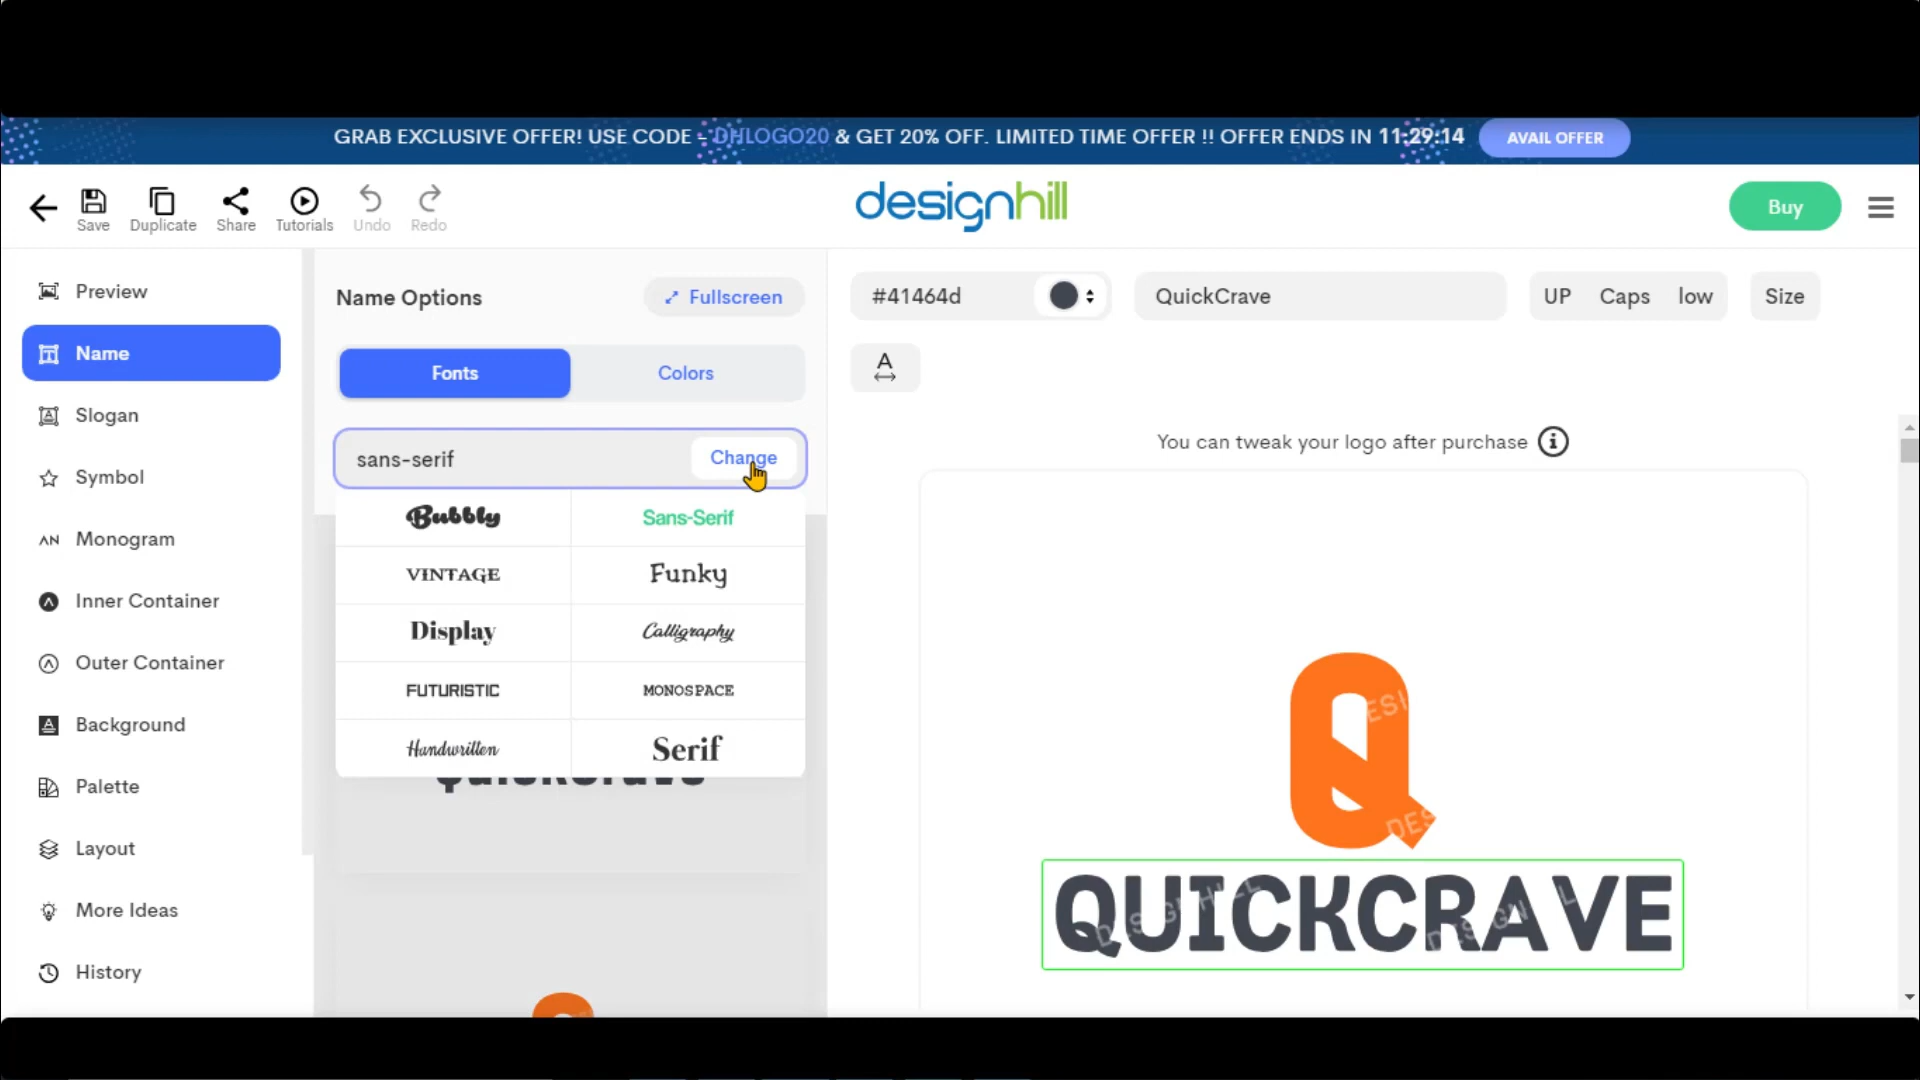 GRAB EXCLUSIVE OFFER! USE CODE - DHLOGO20 & GET 20% OFF. LIMITED TIME OFFER !! OFFER ENDS IN 11:29:14 AVAIL OFFER
Save
Duplicate
Share
Tutorials
Undo
Redo
designhill
Buy
Preview
Name
Slogan
Symbol
AN Monogram
Inner Container
Outer Container
Background
Palette
Layout
More Ideas
History
Name Options
Fullscreen
Fonts
Colors
sans-serif
Change
Bubbly
Sans-Serif
VINTAGE
Funky
Display
Calligraphy
FUTURISTIC
MONOSPACE
Handwritten
Serif
#41464d
QuickCrave
UP Caps low
Size
A
You can tweak your logo after purchase
Q
QUICKCRAVE